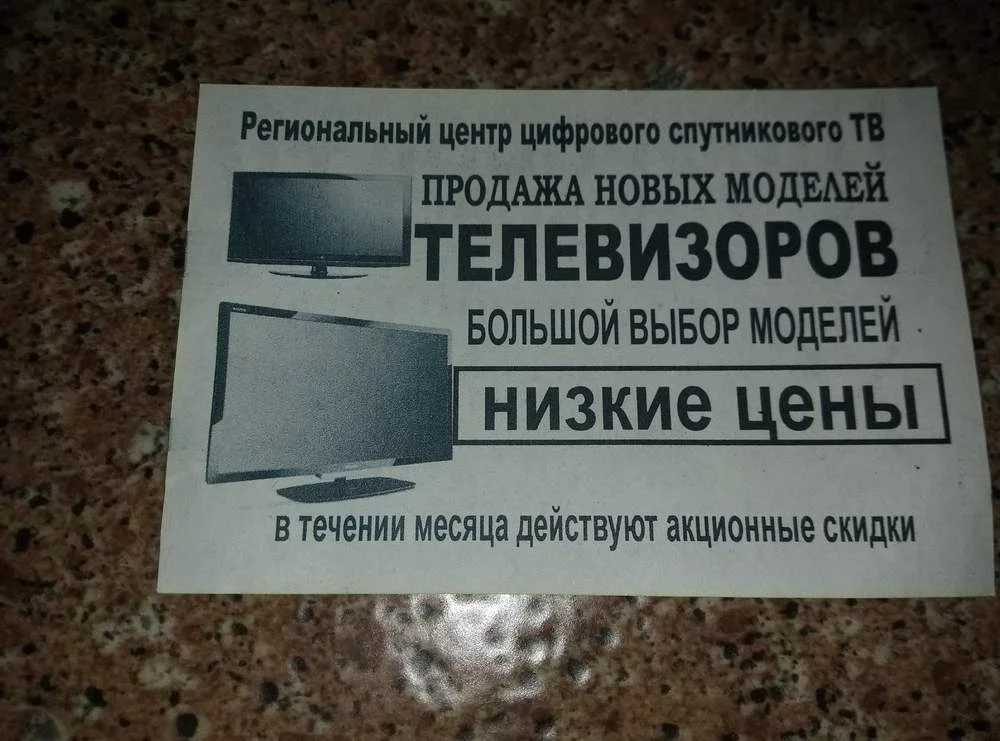 Региональный центр цифрового спутникового ТВ
ПРОДАЖА НОВЫХ МОДЕЛЕЙ
ТЕЛЕВИЗОРОВ
БОЛЬШОЙ ВЫБОР МОДЕЛЕЙ
низкие цены
в течении месяца действуют акционные скидки